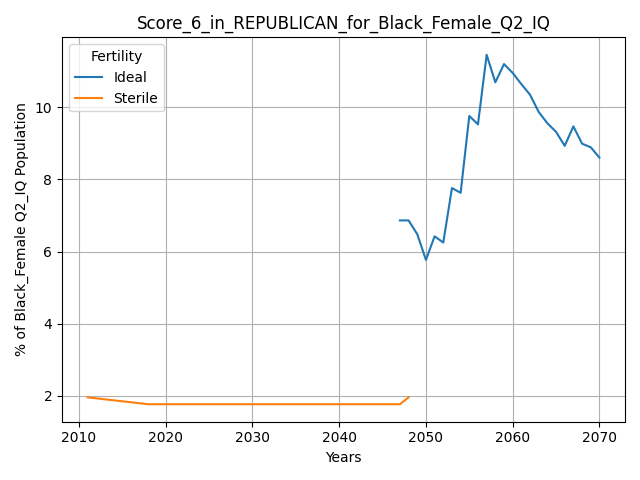 Score_6_in_REPUBLICAN_for_Black_Female_Q2_IQ
Fertility
Ideal
Sterile
% of Black_Female Q2_IQ Population
10
8
6
4
2
2010 2020 2030 2040 2050 2060 2070
Years